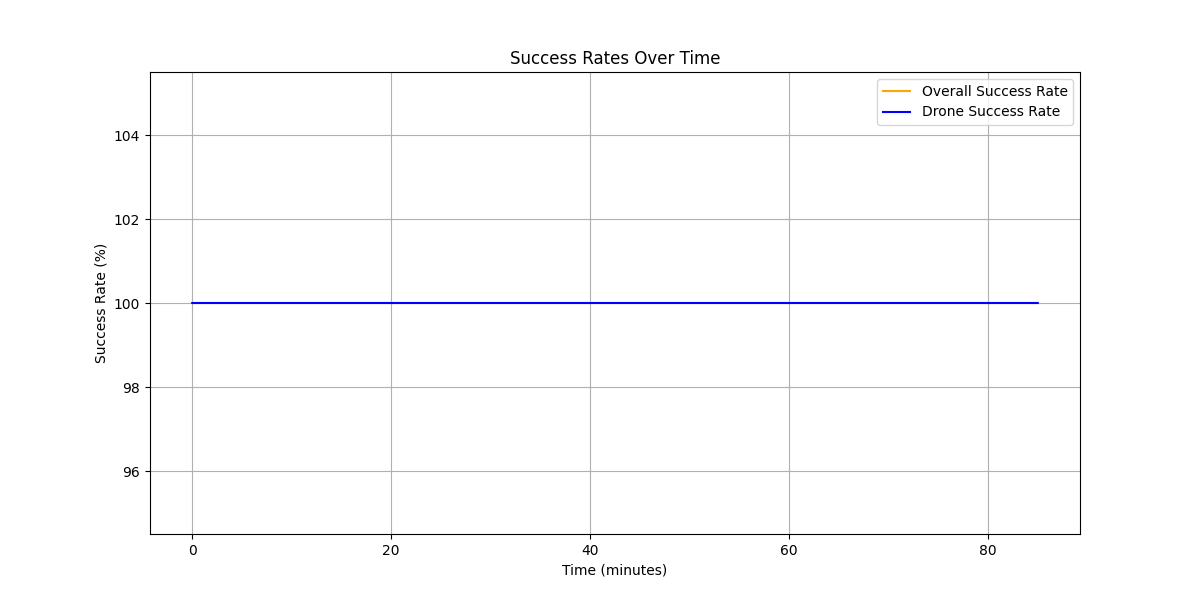 Success Rates Over Time
Overall Success Rate
Drone Success Rate
104
102
100
98
96
Success Rate (%)
0 20 40 60 80
Time (minutes)